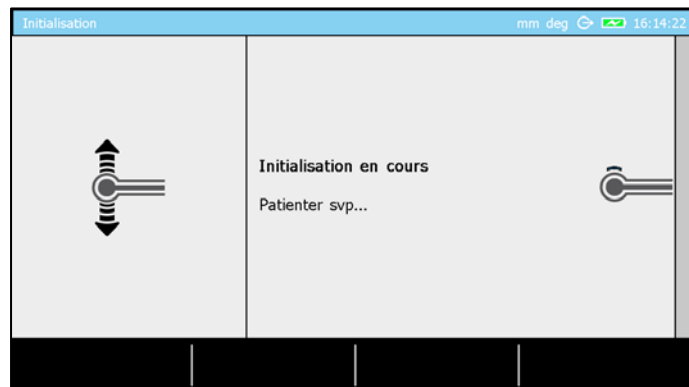 Initialisation
mm deg 16:14:22
Initialisation en cours
Patienter svp...